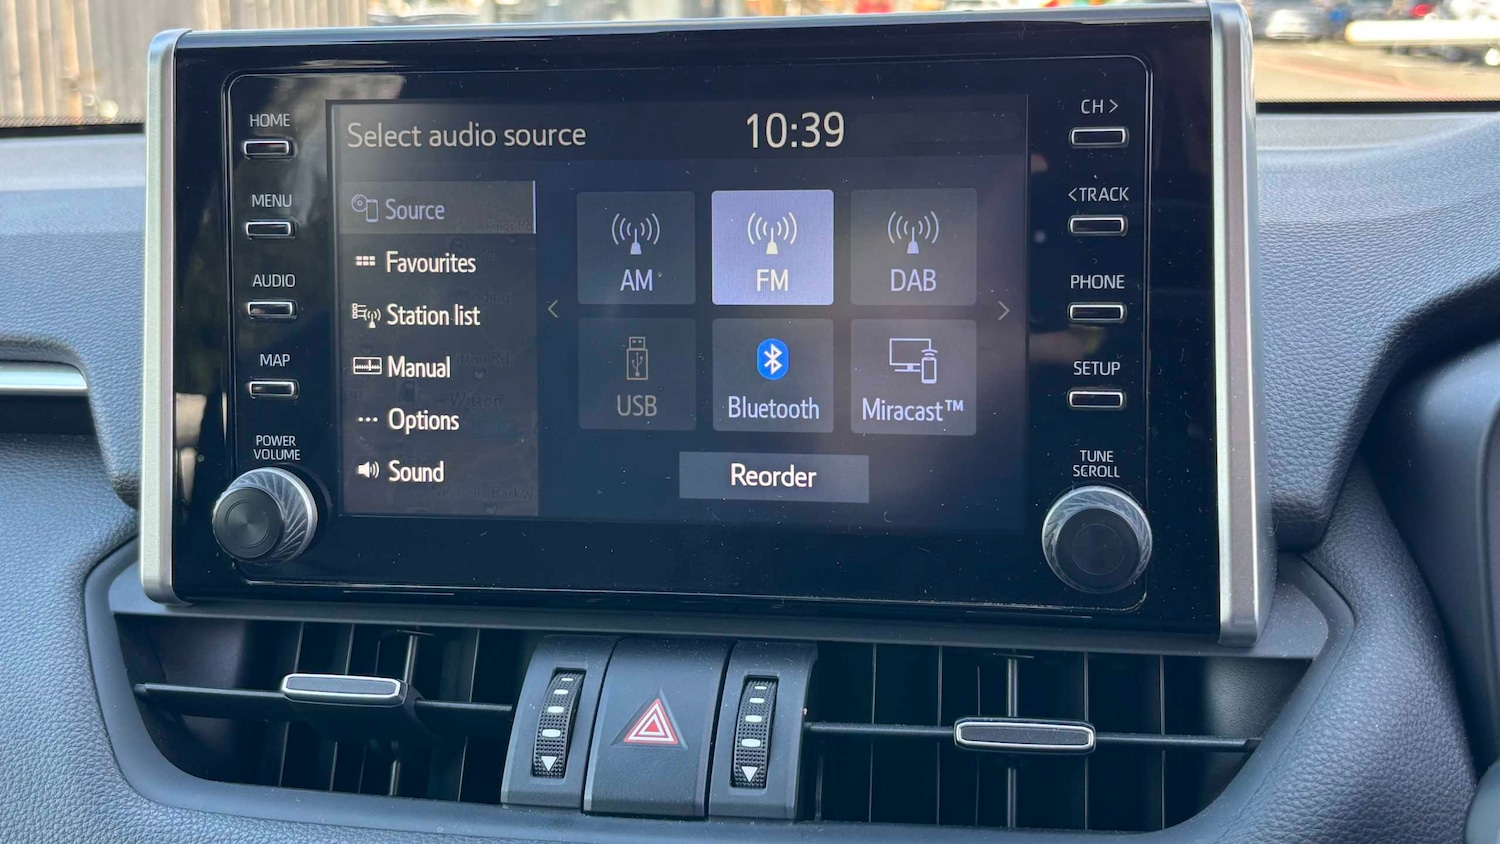 HOME
MENU
AUDIO
MAP
POWER
VOLUME
Select audio source
10:39
Source
Favourites
Station list
Manual
Options
Sound
AM
FM
DAB
USB
Bluetooth
Miracast™
Reorder
CH >
<TRACK
PHONE
SETUP
TUNE
SCROLL